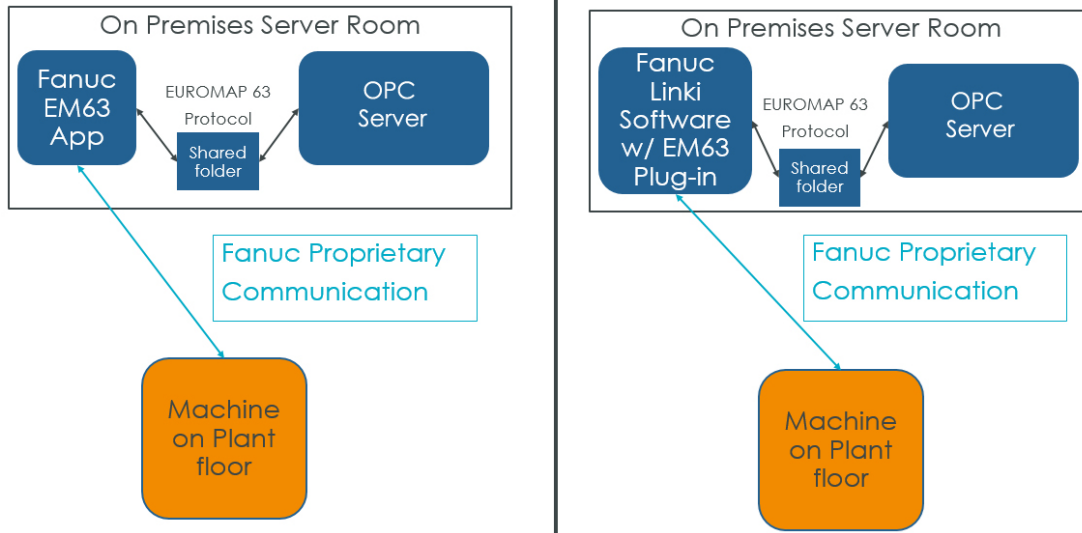 On Premises Server Room
Fanuc
EM63
App
EUROMAP 63
Protocol
Shared
folder
OPC
Server
Fanuc Proprietary
Communication
Machine
on Plant
floor
On Premises Server Room
Fanuc
Linki
Software
w/ EM63
Plug-in
EUROMAP 63
Protocol
Shared
folder
OPC
Server
Fanuc Proprietary
Communication
Machine
on Plant
floor